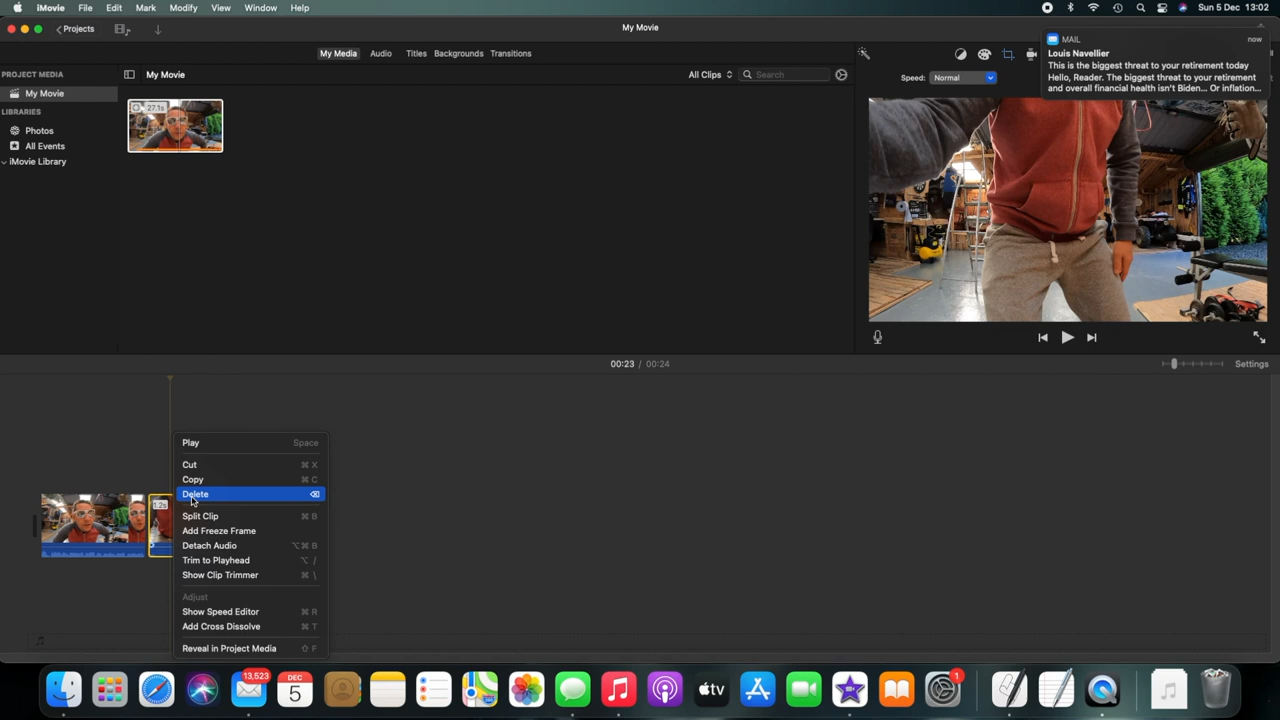 iMovie File Edit Mark Modify View Window Help Sun 5 Dec 13:02
Projects My Movie
My Media Audio Titles Backgrounds Transitions
MAIL now
Louis Navellier
This is the biggest threat to your retirement today
Hello, Reader. The biggest threat to your retirement
and overall financial health isn't Biden... Or inflation...
PROJECT MEDIA
My Movie
LIBRARIES
Photos
All Events
iMovie Library
My Movie All Clips Search
Speed: Normal
27.1s
00:23 / 00:24 Settings
1.2s
Play Space
Cut ⌘ X
Copy ⌘ C
Delete ⌫
Split Clip ⌘ B
Add Freeze Frame
Detach Audio ⌥ ⌘ B
Trim to Playhead ⌥ /
Show Clip Trimmer ⌘ \
Adjust
Show Speed Editor ⌘ R
Add Cross Dissolve ⌘ T
Reveal in Project Media ⇧ F
13,523
DEC
5
tv
1